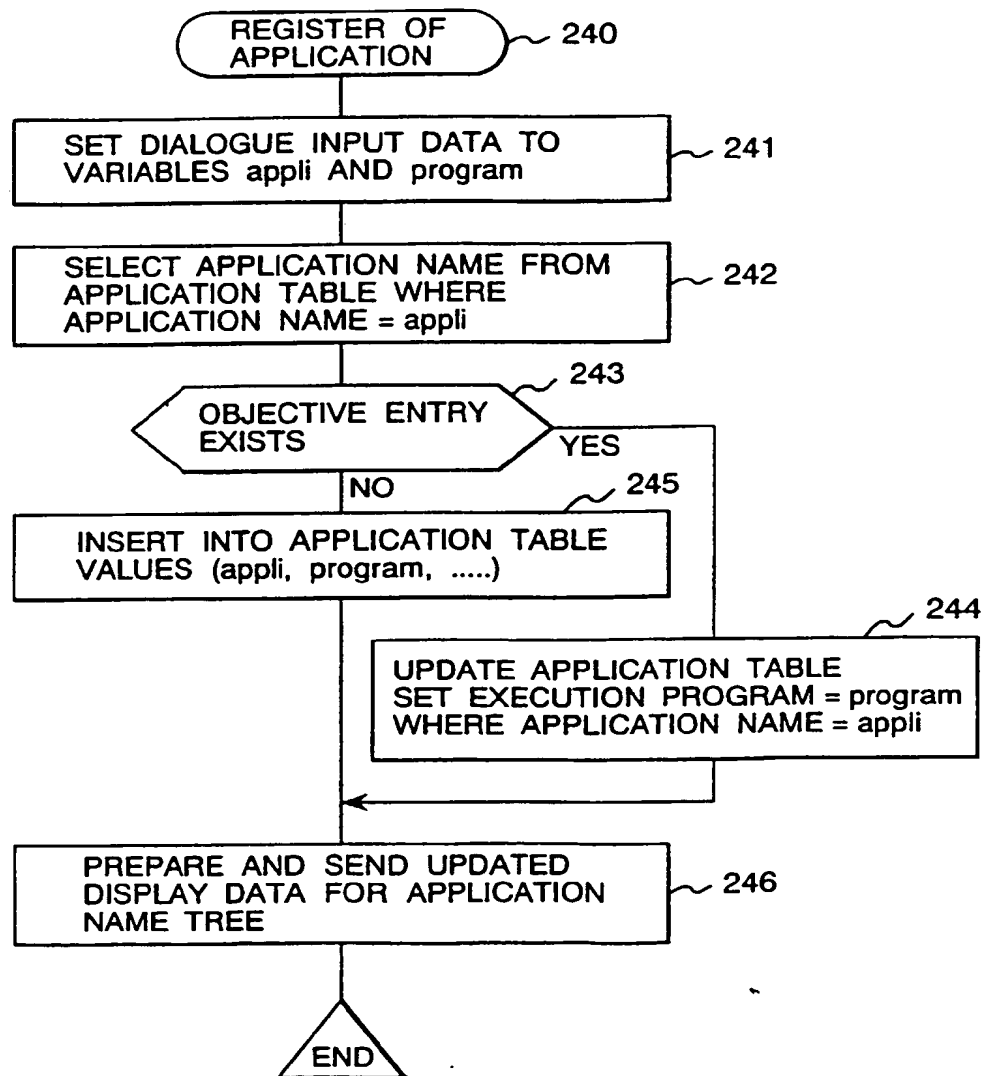 REGISTER OF
APPLICATION
240
SET DIALOGUE INPUT DATA TO
VARIABLES appli AND program
241
SELECT APPLICATION NAME FROM
APPLICATION TABLE WHERE
APPLICATION NAME = appli
242
243
OBJECTIVE ENTRY
EXISTS
YES
NO
245
INSERT INTO APPLICATION TABLE
VALUES (appli, program, .....)
244
UPDATE APPLICATION TABLE
SET EXECUTION PROGRAM = program
WHERE APPLICATION NAME = appli
PREPARE AND SEND UPDATED
DISPLAY DATA FOR APPLICATION
NAME TREE
246
END